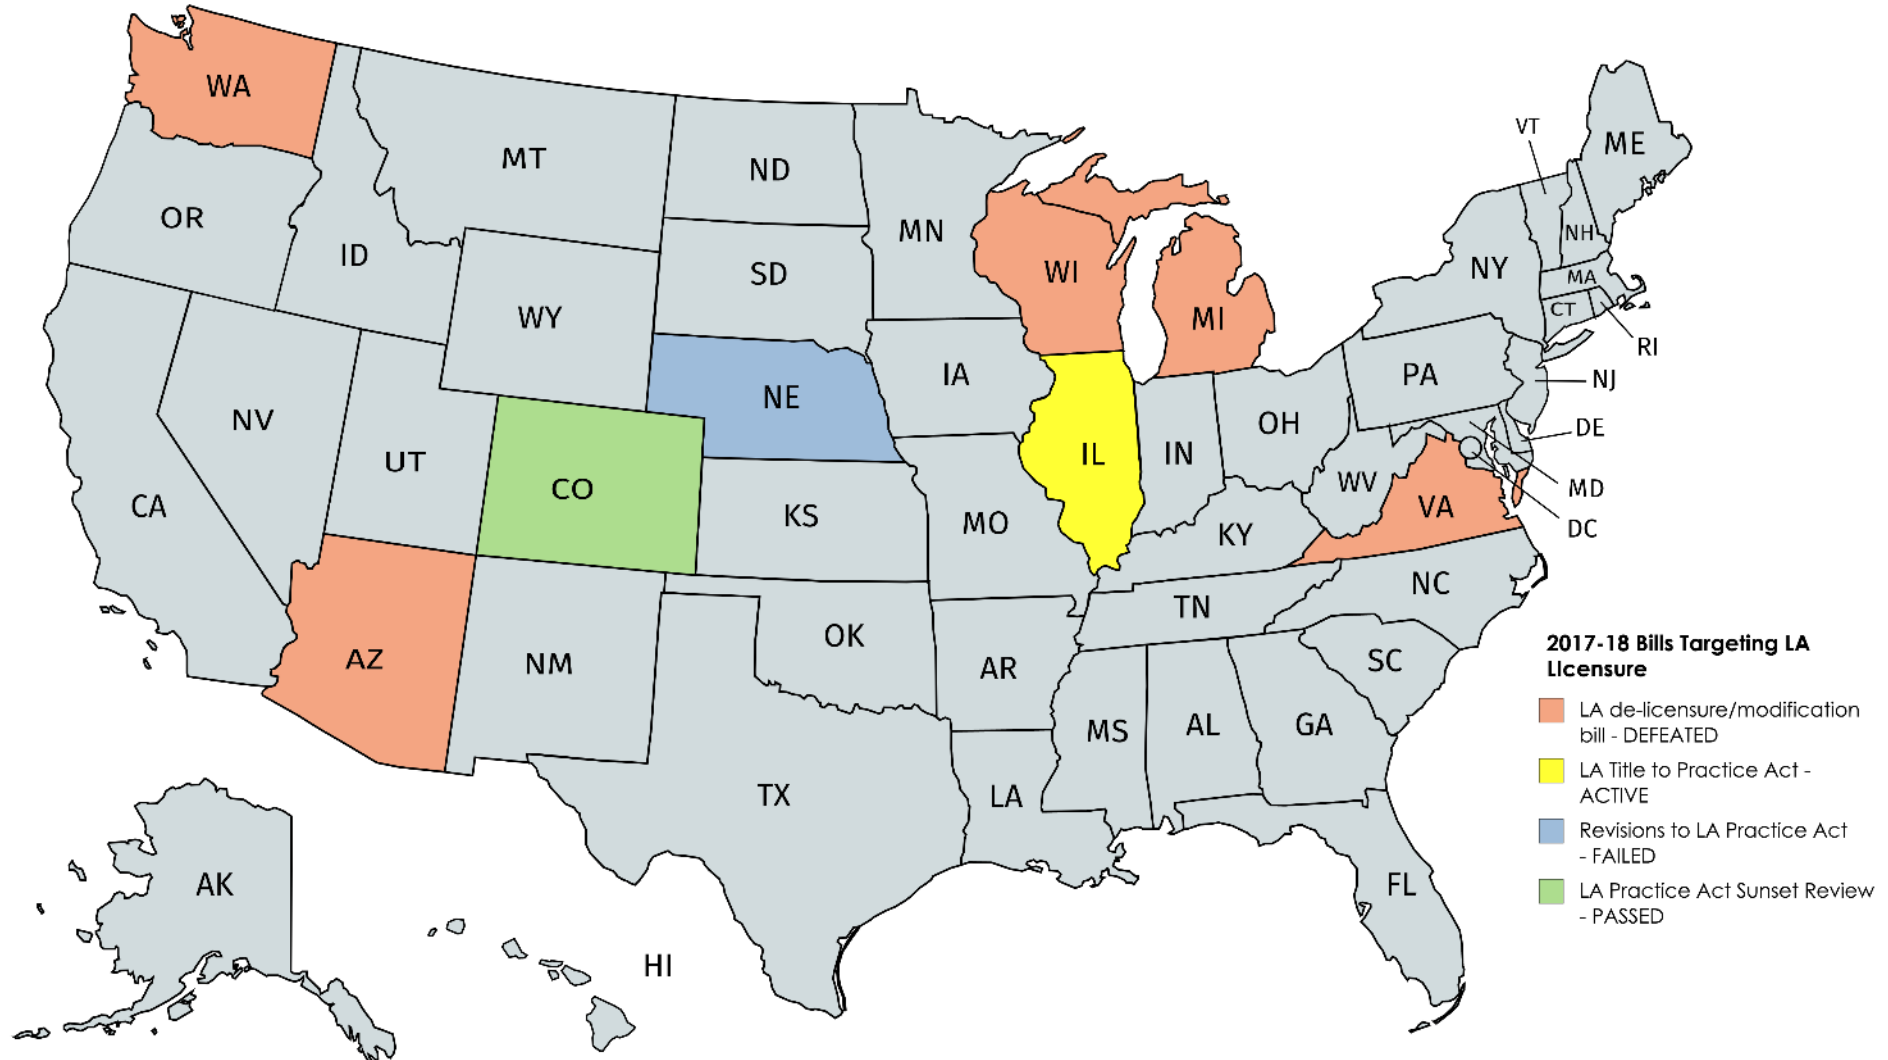 WA
MT
ND
VT
ME
OR
ID
MN
NH
NY
MA
SD
WI
MI
CT
WY
RI
IA
PA
NJ
NE
NV
UT
CO
IL
IN
OH
DE
WV
MD
CA
KS
MO
VA
DC
KY
NC
TN
AZ
NM
OK
AR
SC
MS
AL
GA
TX
LA
AK
FL
HI
2017-18 Bills Targeting LA
Licensure
LA de-licensure/modification
bill - DEFEATED
LA Title to Practice Act -
ACTIVE
Revisions to LA Practice Act
- FAILED
LA Practice Act Sunset Review
- PASSED